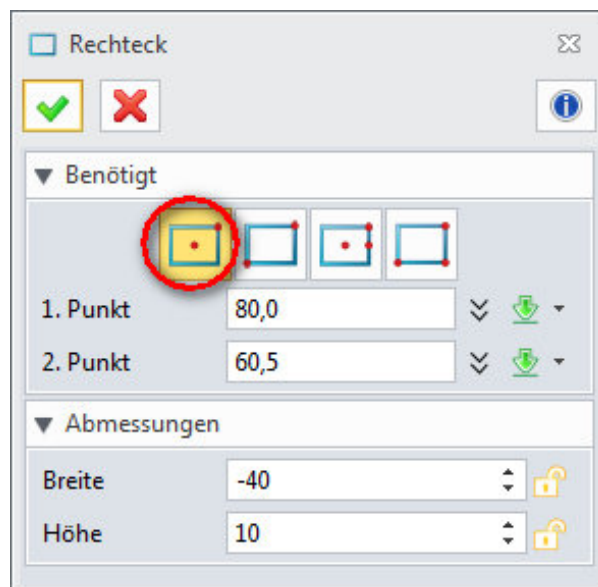 Rechteck
Benötigt
1. Punkt 80,0
2. Punkt 60,5
Abmessungen
Breite -40
Höhe 10